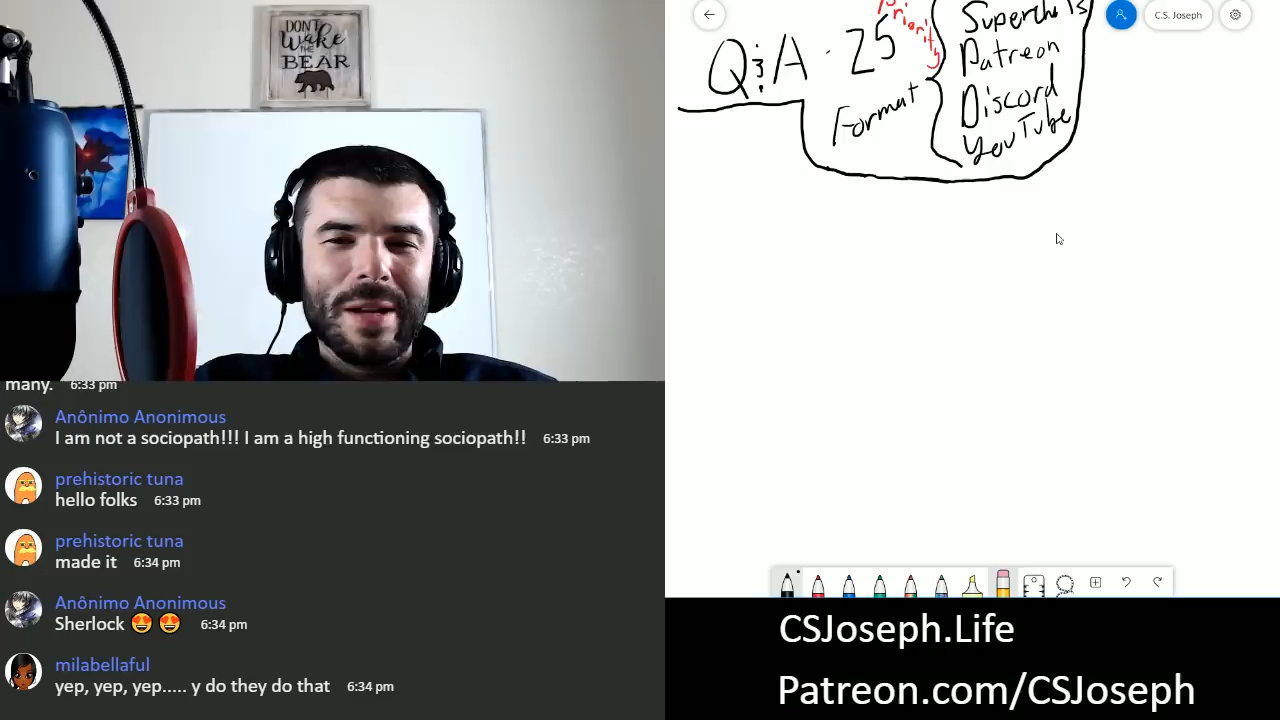 DON'T
Wake
THE
BEAR
many. 6:33 pm
Anônimo Anonimous
I am not a sociopath!!! I am a high functioning sociopath!! 6:33 pm
prehistoric tuna
hello folks 6:33 pm
prehistoric tuna
made it 6:34 pm
Anônimo Anonimous
Sherlock 😍 😍 6:34 pm
milabellaful
yep, yep, yep..... y do they do that 6:34 pm
C.S. Joseph
Priority
Q&A · 25
Format
Superchats
Patreon
Discord
YouTube
CSJoseph.Life
Patreon.com/CSJoseph